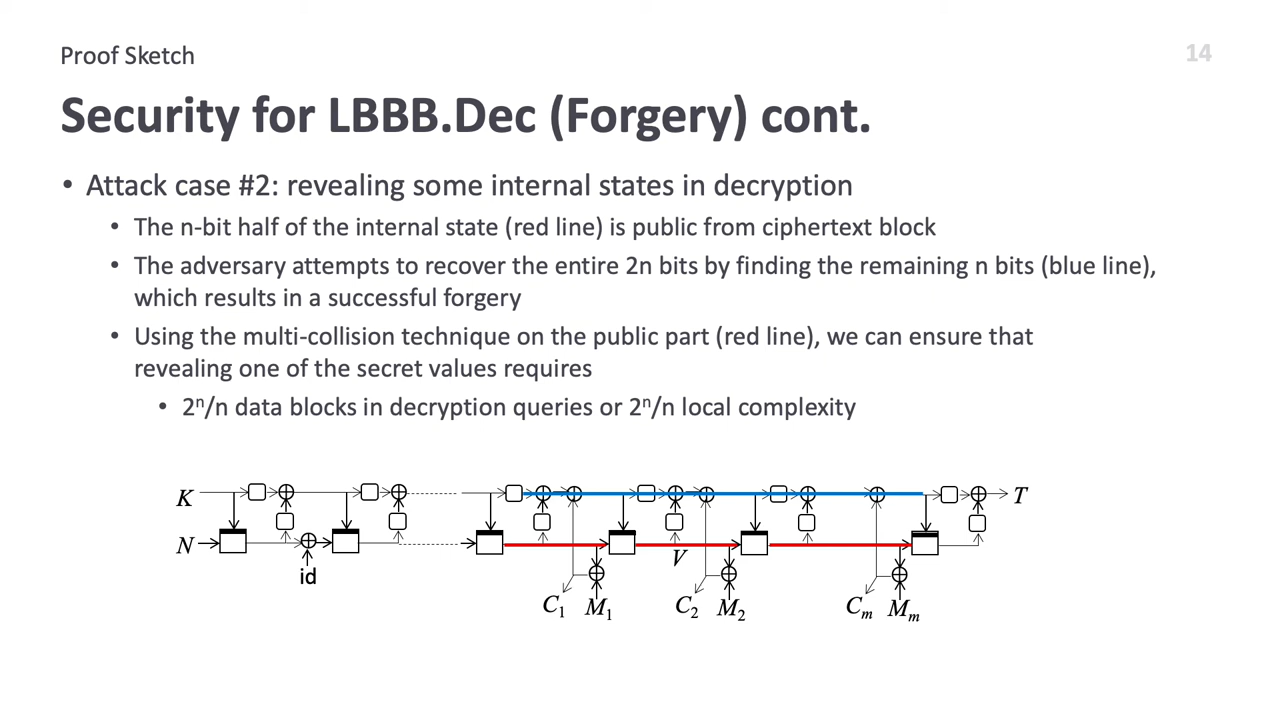 Proof Sketch
14
Security for LBBB.Dec (Forgery) cont.
• Attack case #2: revealing some internal states in decryption
• The n-bit half of the internal state (red line) is public from ciphertext block
• The adversary attempts to recover the entire 2n bits by finding the remaining n bits (blue line),
which results in a successful forgery
• Using the multi-collision technique on the public part (red line), we can ensure that
revealing one of the secret values requires
• 2ⁿ/n data blocks in decryption queries or 2ⁿ/n local complexity
K
T
N
V
id
C₁ M₁ C₂ M₂ Cₘ Mₘ